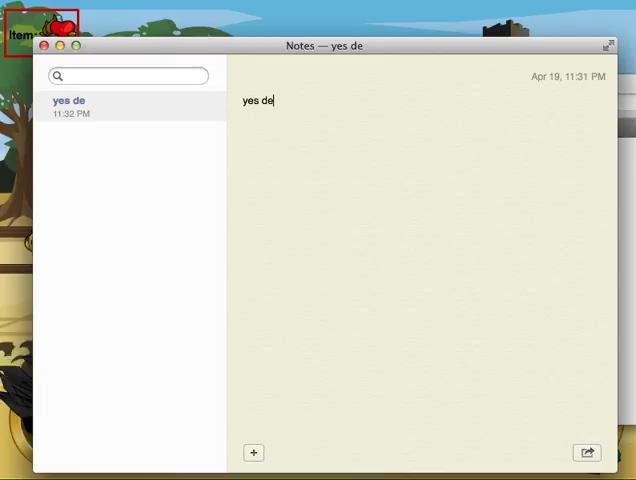 Item
Notes — yes de
Apr 19, 11:31 PM
yes de
11:32 PM
yes de